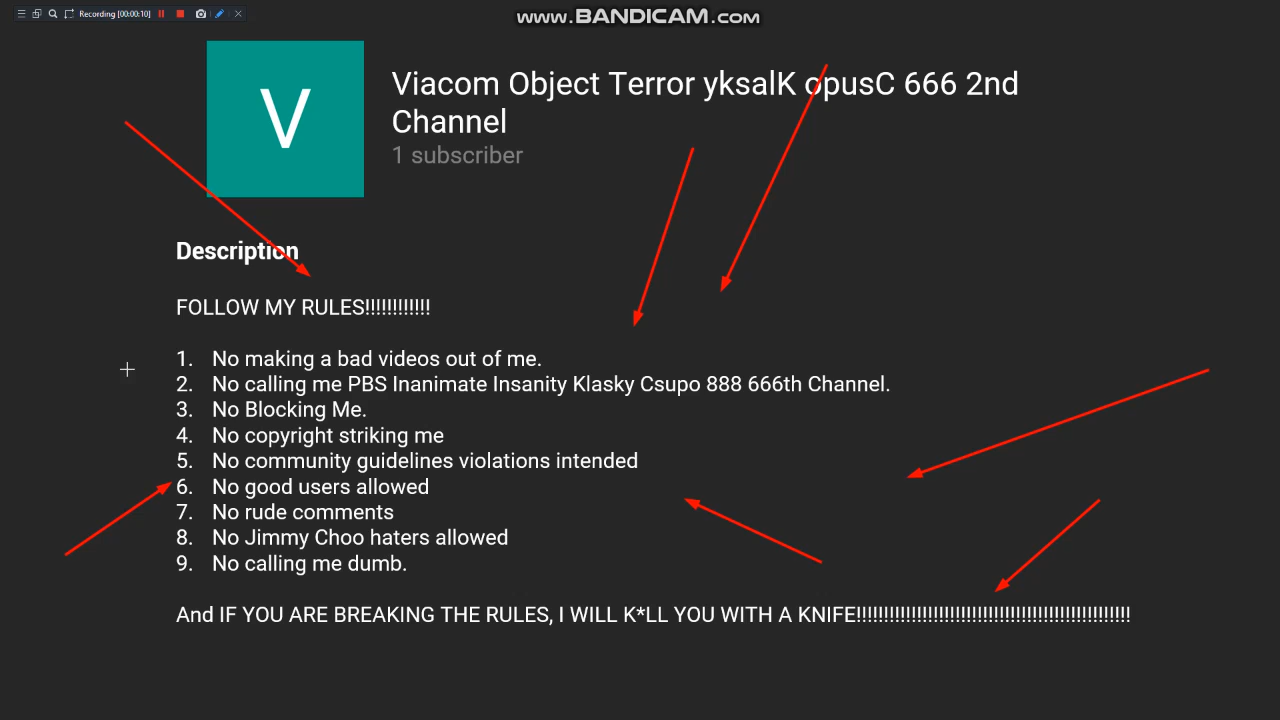 Recording [00:00:10]
www.BANDICAM.com
V
Viacom Object Terror yksalK opusC 666 2nd
Channel
1 subscriber
Description
FOLLOW MY RULES!!!!!!!!!!!!
1. No making a bad videos out of me.
2. No calling me PBS Inanimate Insanity Klasky Csupo 888 666th Channel.
3. No Blocking Me.
4. No copyright striking me
5. No community guidelines violations intended
6. No good users allowed
7. No rude comments
8. No Jimmy Choo haters allowed
9. No calling me dumb.
And IF YOU ARE BREAKING THE RULES, I WILL K*LL YOU WITH A KNIFE!!!!!!!!!!!!!!!!!!!!!!!!!!!!!!!!!!!!!!!!!!!!!!!!!!